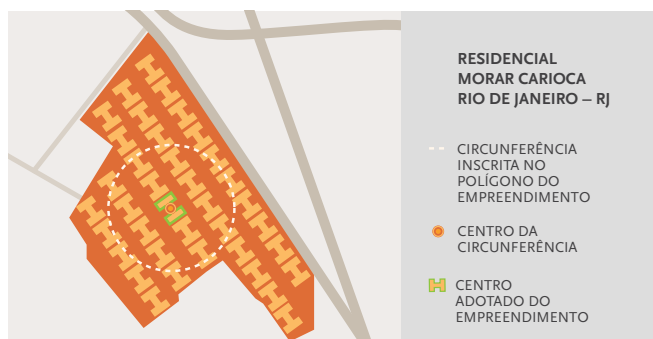 RESIDENCIAL
MORAR CARIOCA
RIO DE JANEIRO – RJ
CIRCUNFERÊNCIA
INSCRITA NO
POLÍGONO DO
EMPREENDIMENTO
CENTRO DA
CIRCUNFERÊNCIA
CENTRO
ADOTADO DO
EMPREENDIMENTO